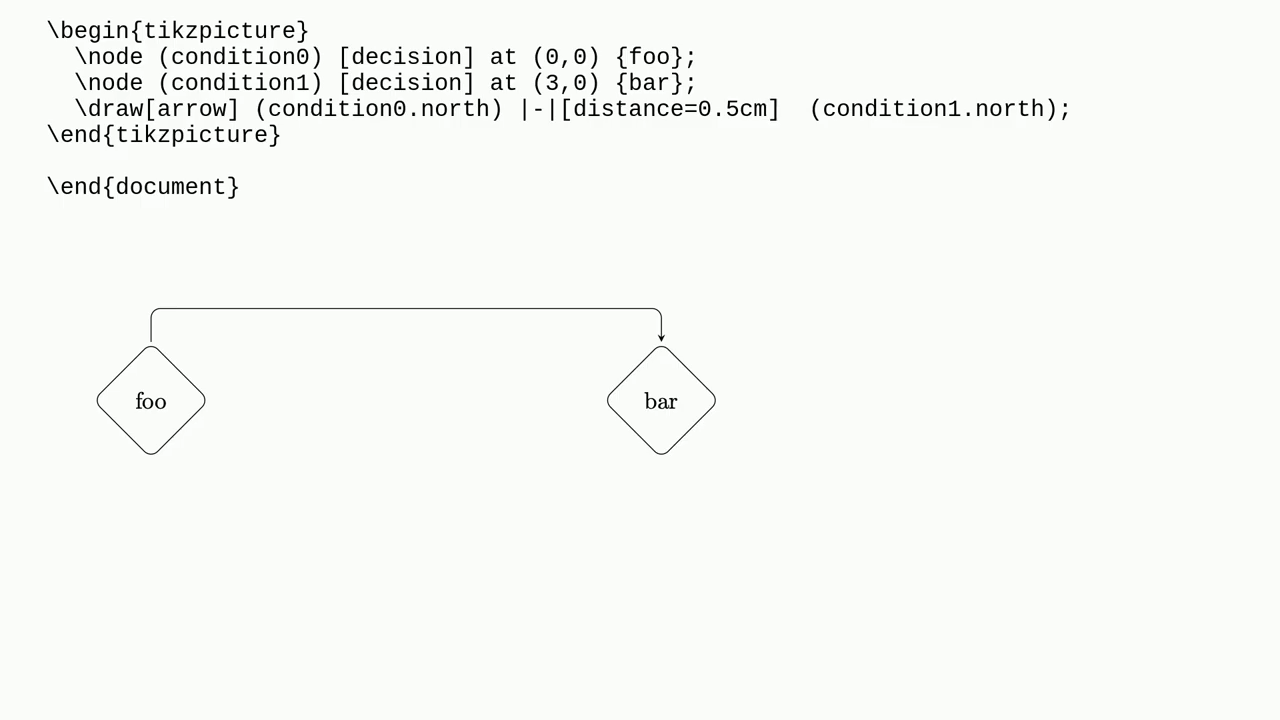 \begin{tikzpicture}
  \node (condition0) [decision] at (0,0) {foo};
  \node (condition1) [decision] at (3,0) {bar};
  \draw[arrow] (condition0.north) |-|[distance=0.5cm]  (condition1.north);
\end{tikzpicture}
\end{document}
foo
bar